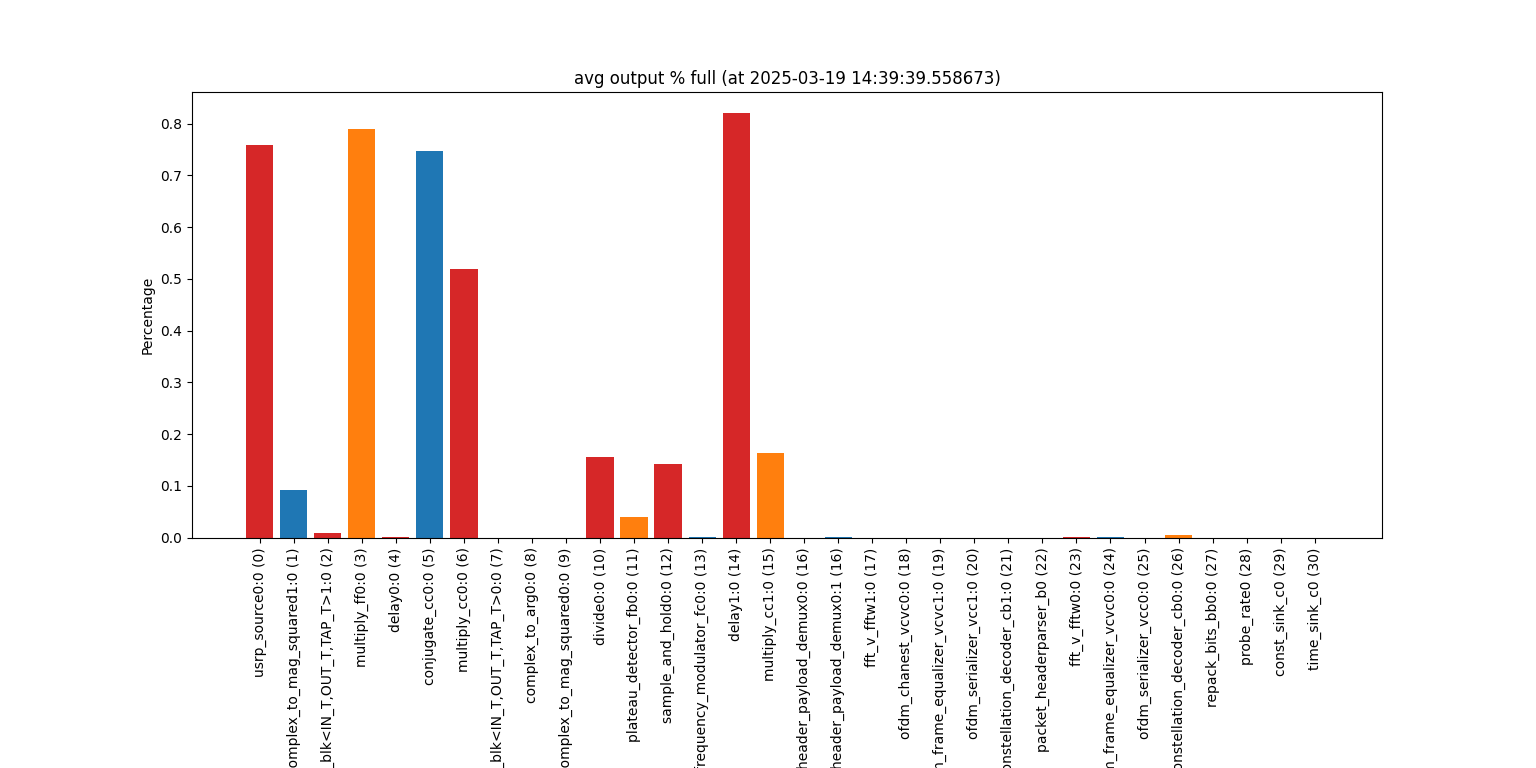 avg output % full (at 2025-03-19 14:39:39.558673)
Percentage
0.8
0.7
0.6
0.5
0.4
0.3
0.2
0.1
0.0
usrp_source0:0 (0)
omplex_to_mag_squared1:0 (1)
_blk<IN_T,OUT_T,TAP_T>1:0 (2)
multiply_ff0:0 (3)
delay0:0 (4)
conjugate_cc0:0 (5)
multiply_cc0:0 (6)
_blk<IN_T,OUT_T,TAP_T>0:0 (7)
complex_to_arg0:0 (8)
omplex_to_mag_squared0:0 (9)
divide0:0 (10)
plateau_detector_fb0:0 (11)
sample_and_hold0:0 (12)
frequency_modulator_fc0:0 (13)
delay1:0 (14)
multiply_cc1:0 (15)
header_payload_demux0:0 (16)
header_payload_demux0:1 (16)
fft_v_fftw1:0 (17)
ofdm_chanest_vcvc0:0 (18)
_frame_equalizer_vcvc1:0 (19)
ofdm_serializer_vcc1:0 (20)
onstellation_decoder_cb1:0 (21)
packet_headerparser_b0 (22)
fft_v_fftw0:0 (23)
_frame_equalizer_vcvc0:0 (24)
ofdm_serializer_vcc0:0 (25)
onstellation_decoder_cb0:0 (26)
repack_bits_bb0:0 (27)
probe_rate0 (28)
const_sink_c0 (29)
time_sink_c0 (30)